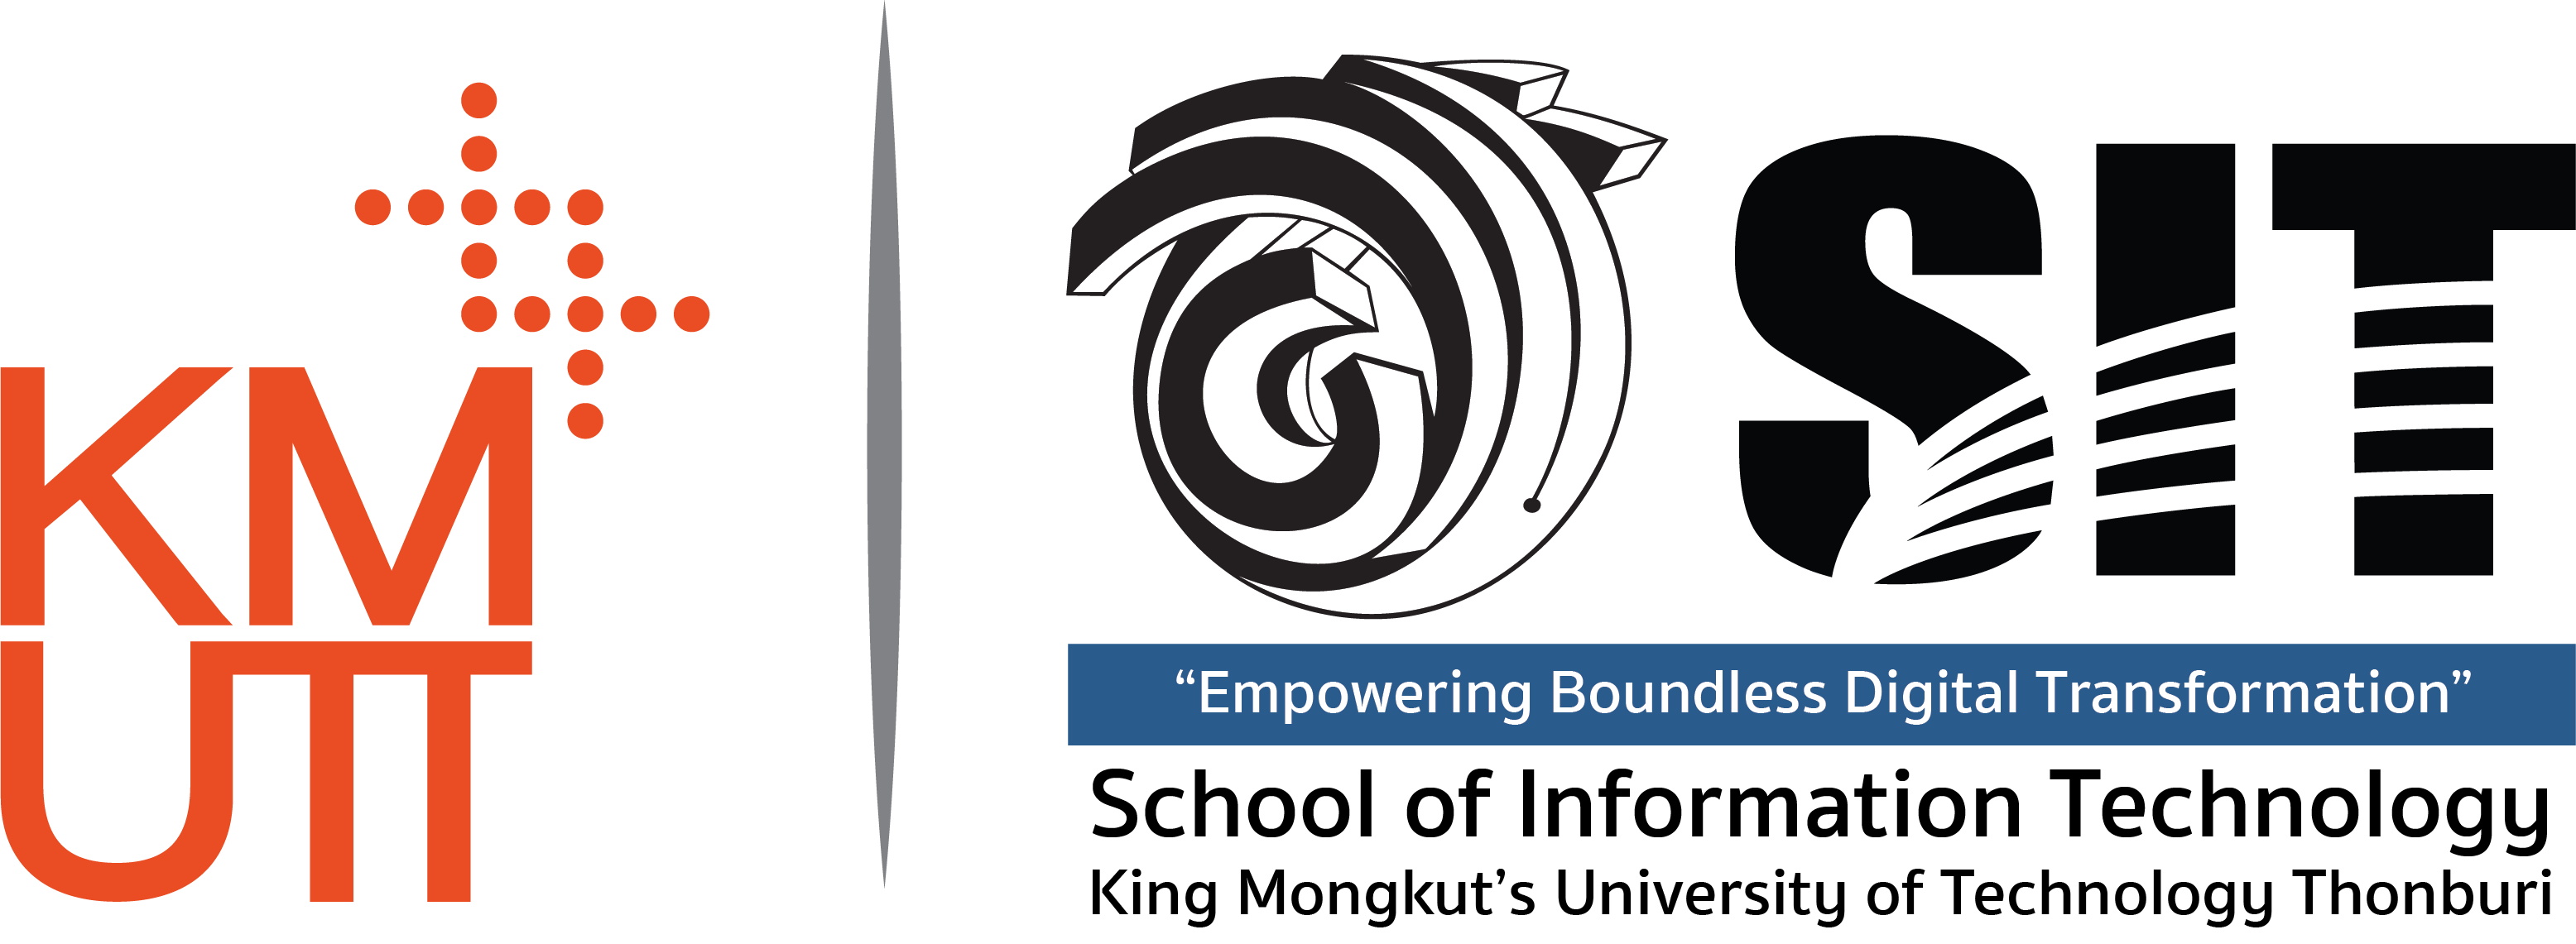 KM
UTT
SIT
“Empowering Boundless Digital Transformation”
School of Information Technology
King Mongkut’s University of Technology Thonburi